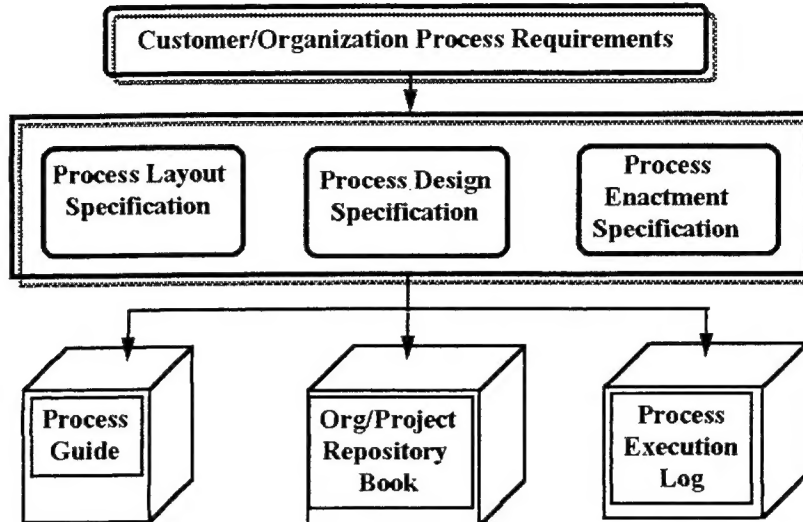 Customer/Organization Process Requirements
Process Layout
Specification
Process Design
Specification
Process
Enactment
Specification
Process
Guide
Org/Project
Repository
Book
Process
Execution
Log